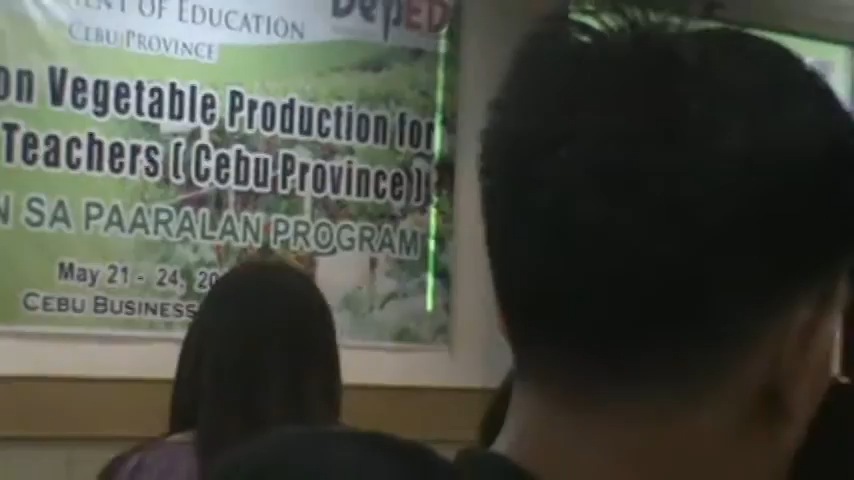 OF EDUCATION
DepED
CEBU PROVINCE
on Vegetable Production for
Teachers ( Cebu Province )
SA PAARALAN PROGRAM
May 21 - 24, 20
CEBU BUSINESS